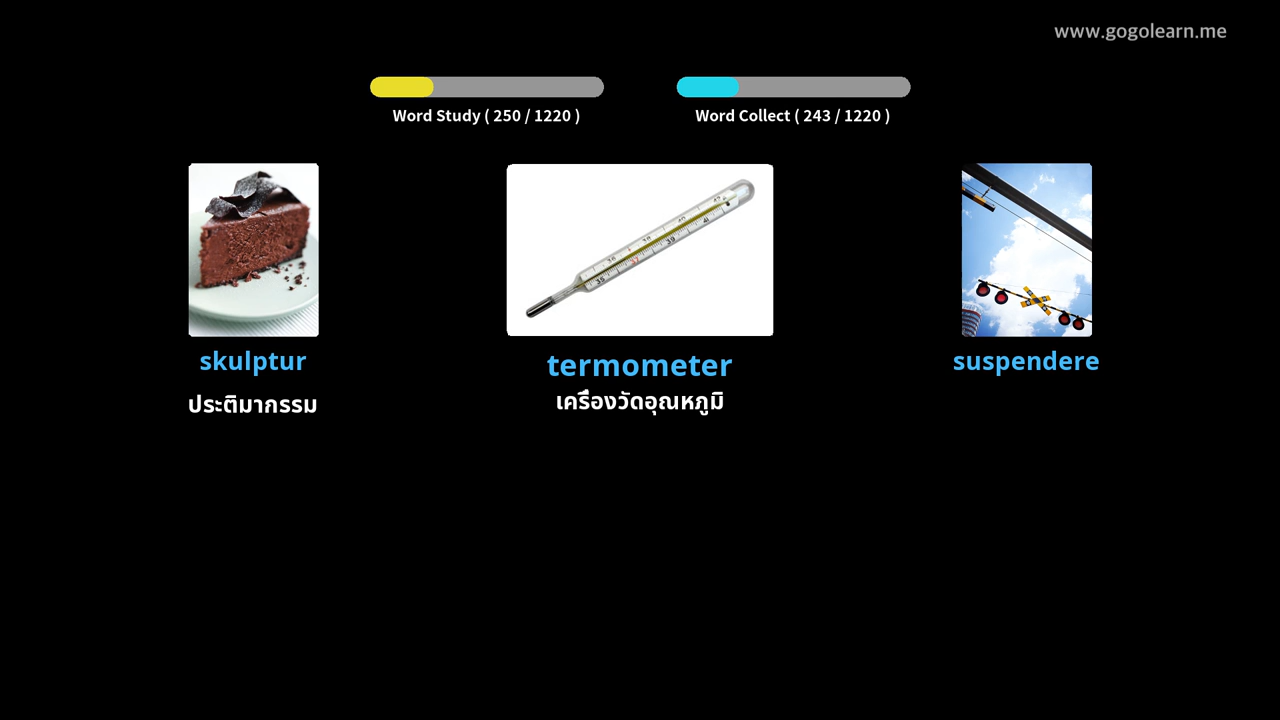 www.gogolearn.me
Word Study ( 250 / 1220 )
Word Collect ( 243 / 1220 )
skulptur
ประติมากรรม
termometer
เครื่องวัดอุณหภูมิ
suspendere